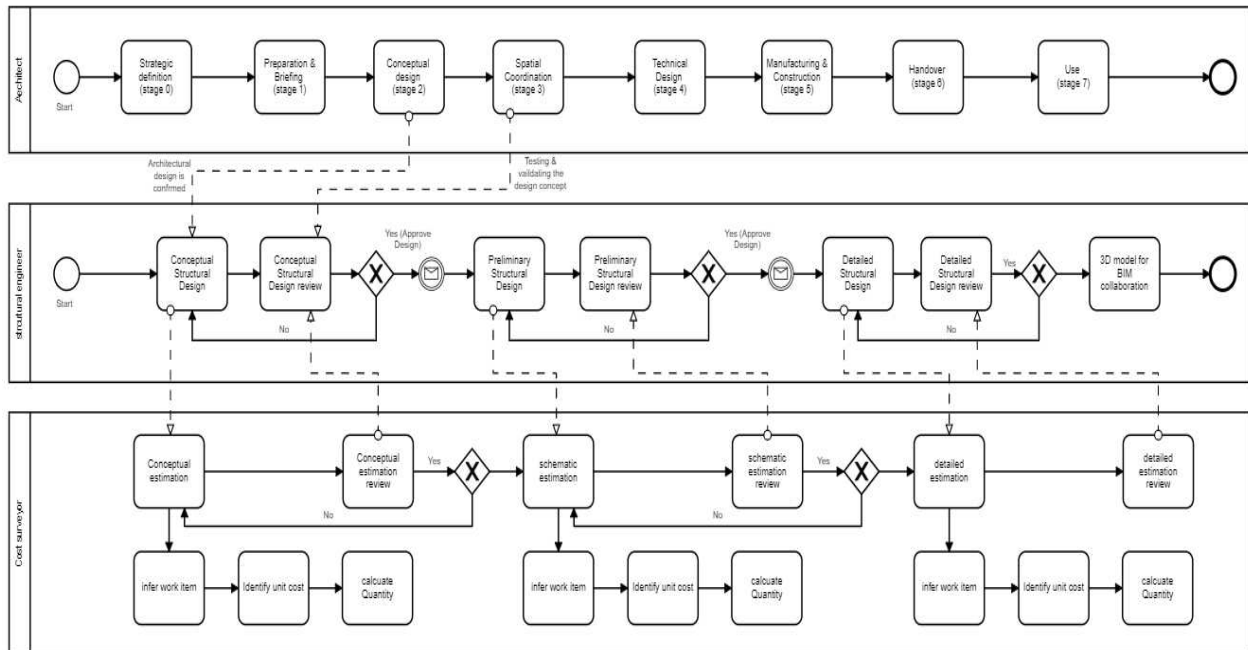 Architect
Start
Strategic
definition
(stage 0)
Preparation &
Briefing
(stage 1)
Conceptual
design
(stage 2)
Spatial
Coordination
(stage 3)
Technical
Design
(stage 4)
Manufacturing &
Construction
(stage 5)
Handover
(stage 6)
Use
(stage 7)
Architectural
design is
confrmed
Testing &
vaildating the
design concept
strcutural engineer
Start
Conceptual
Structural
Design
Conceptual
Structural
Design review
Yes (Approve
Design)
No
Preliminary
Structural
Design
Preliminary
Structural
Design review
Yes (Approve
Design)
No
Detailed
Structural
Design
Detailed
Structural
Design review
Yes
No
3D model for
BIM
collaboration
Cost surveyor
Conceptual
estimation
Conceptual
estimation
review
Yes
No
schematic
estimation
schematic
estimation
review
Yes
No
detailed
estimation
detailed
estimation
review
infer work item
Identify unit cost
calcuate
Quantity
infer work item
Identify unit cost
calcuate
Quantity
infer work item
Identify unit cost
calcuate
Quantity